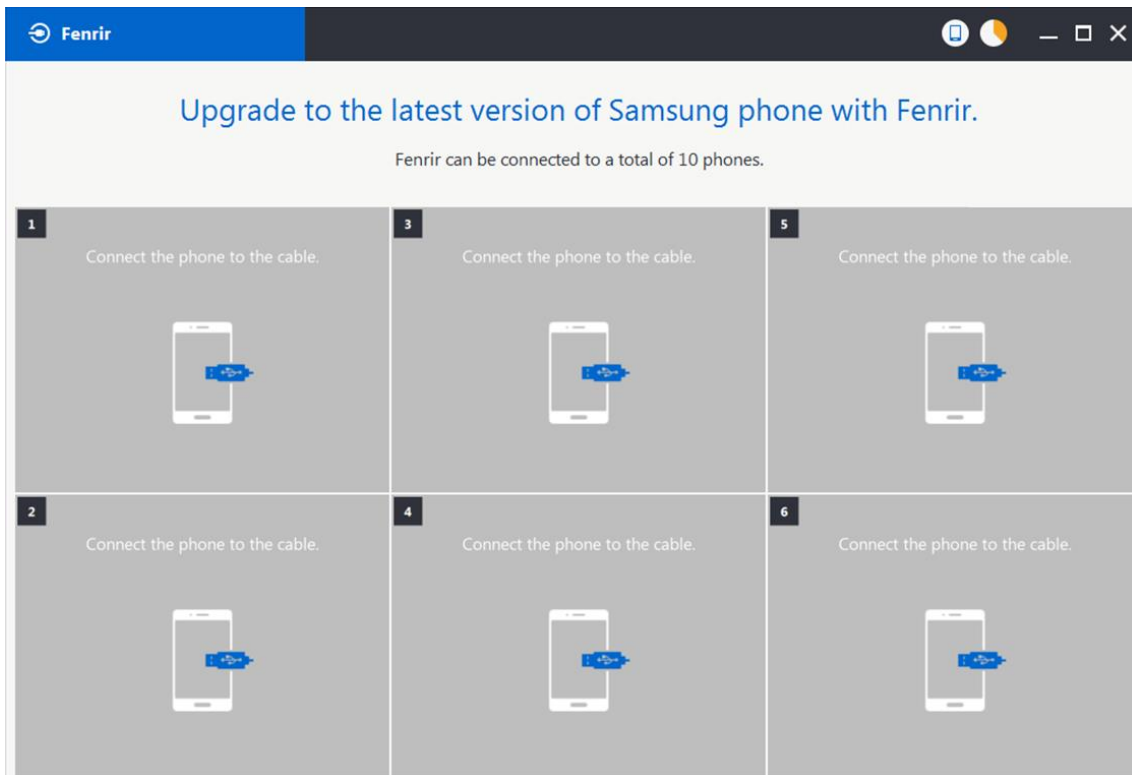 Fenrir
Upgrade to the latest version of Samsung phone with Fenrir.
Fenrir can be connected to a total of 10 phones.
1
Connect the phone to the cable.
3
Connect the phone to the cable.
5
Connect the phone to the cable.
2
Connect the phone to the cable.
4
Connect the phone to the cable.
6
Connect the phone to the cable.